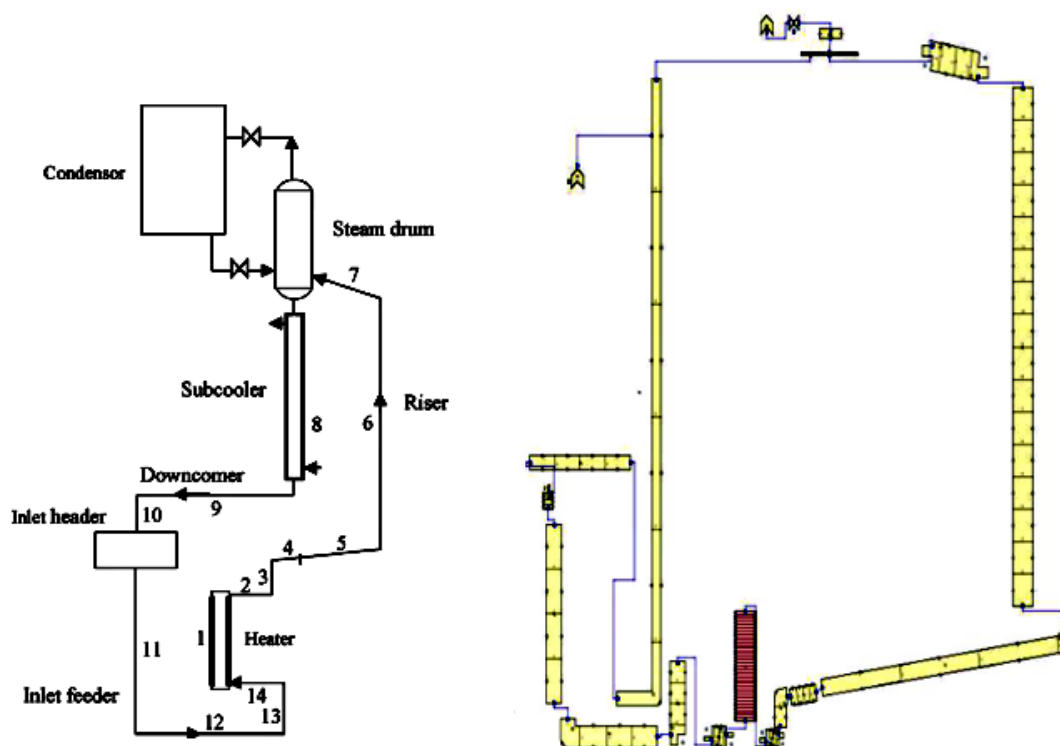 Condensor
Steam drum
7
Subcooler
Riser
8
6
Downcomer
9
Inlet header
10
4
5
3
2
1
Heater
11
14
Inlet feeder
12
13